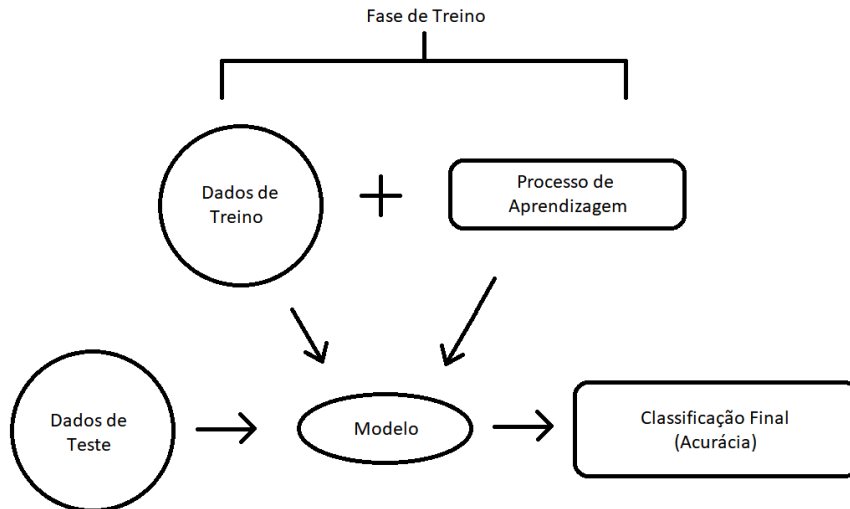 Fase de Treino
Dados de
Treino
Processo de
Aprendizagem
Dados de
Teste
Modelo
Classificação Final
(Acurácia)